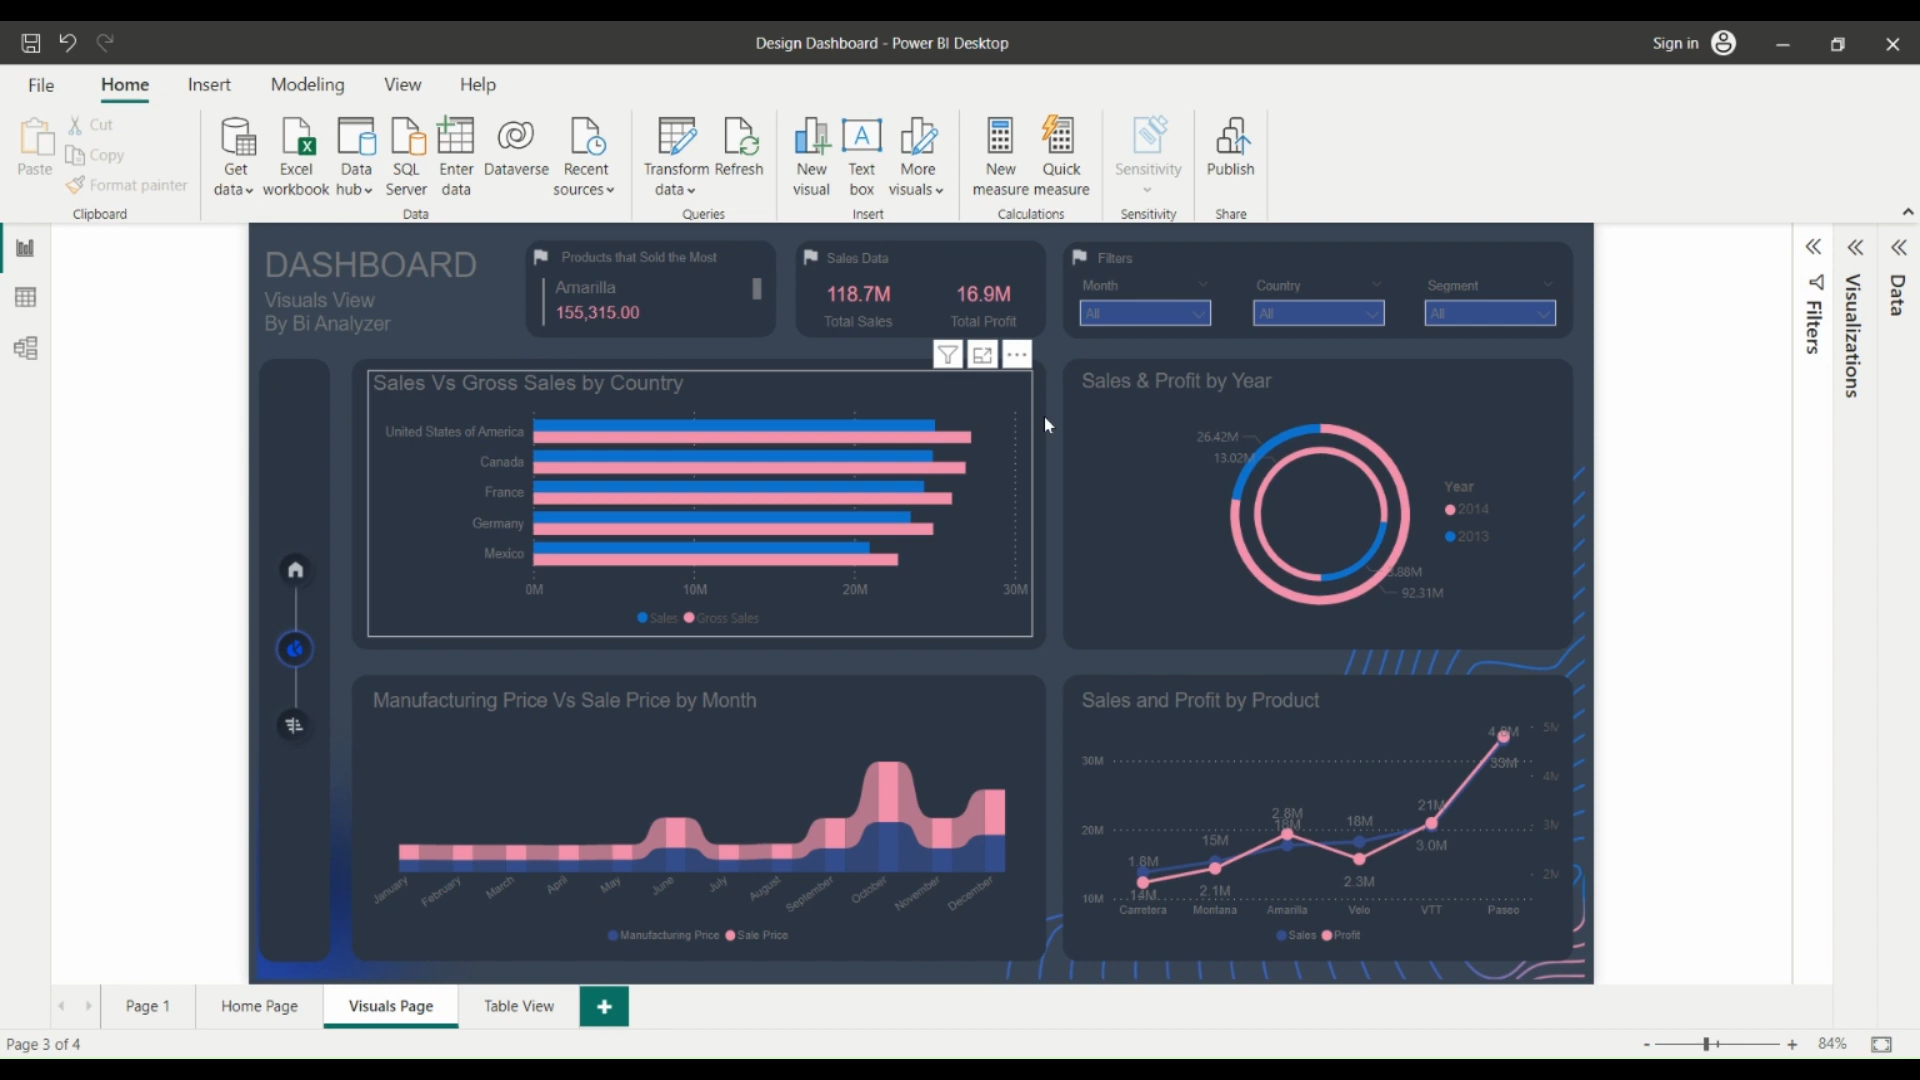 Design Dashboard - Power BI Desktop
Sign in
File Home Insert Modeling View Help
Paste
Cut
Copy
Format painter
Clipboard
Get data
Excel workbook
Data hub
SQL Server
Enter data
Dataverse
Recent sources
Data
Transform data
Refresh
Queries
New visual
Text box
More visuals
Insert
New measure
Quick measure
Calculations
Sensitivity
Sensitivity
Publish
Share
DASHBOARD
Visuals View
By Bi Analyzer
Products that Sold the Most
Amarilla
155,315.00
Sales Data
118.7M 16.9M
Total Sales Total Profit
Filters
Month Country Segment
All All All
Filters
Visualizations
Data
Sales Vs Gross Sales by Country
United States of America
Canada
France
Germany
Mexico
0M 10M 20M 30M
Sales Gross Sales
Sales & Profit by Year
26.42M
13.02M
Year
2014
2013
92.31M
Manufacturing Price Vs Sale Price by Month
January February March April May June July August September October November December
Manufacturing Price Sale Price
Sales and Profit by Product
5M
4M
3M
2M
30M
20M
10M
33M
21M
3.0M
18M
2.3M
2.8M
18M
15M
2.1M
1.8M
14M
Carretera Montana Amarilla Velo VTT Paseo
Sales Profit
Page 1 Home Page Visuals Page Table View +
Page 3 of 4
- + 84%